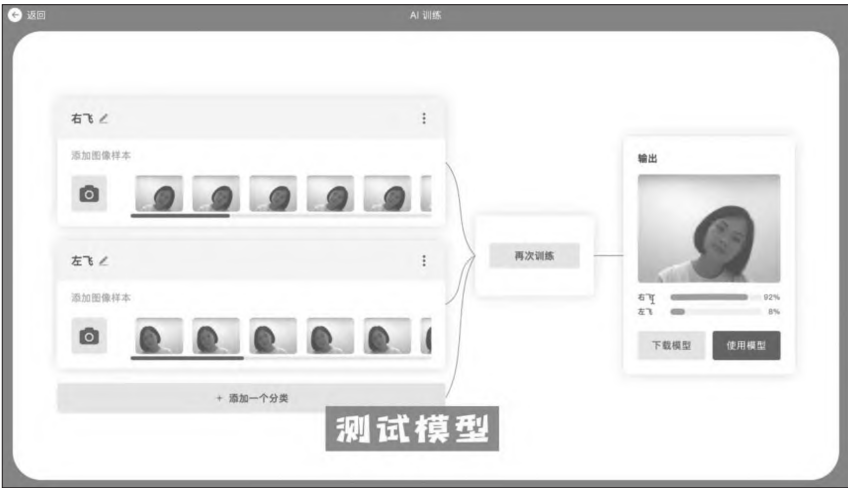 返回
AI 训练
右飞
添加图像样本
左飞
添加图像样本
+ 添加一个分类
再次训练
输出
右飞 92%
左飞 8%
下载模型
使用模型
测试模型